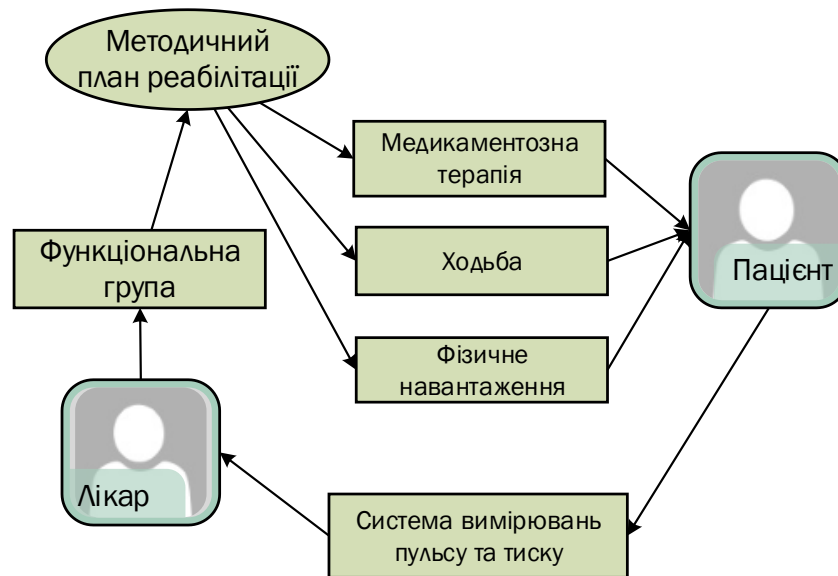 Методичний
план реабілітації
Медикаментозна
терапія
Функціональна
група
Ходьба
Пацієнт
Фізичне
навантаження
Лікар
Система вимірювань
пульсу та тиску